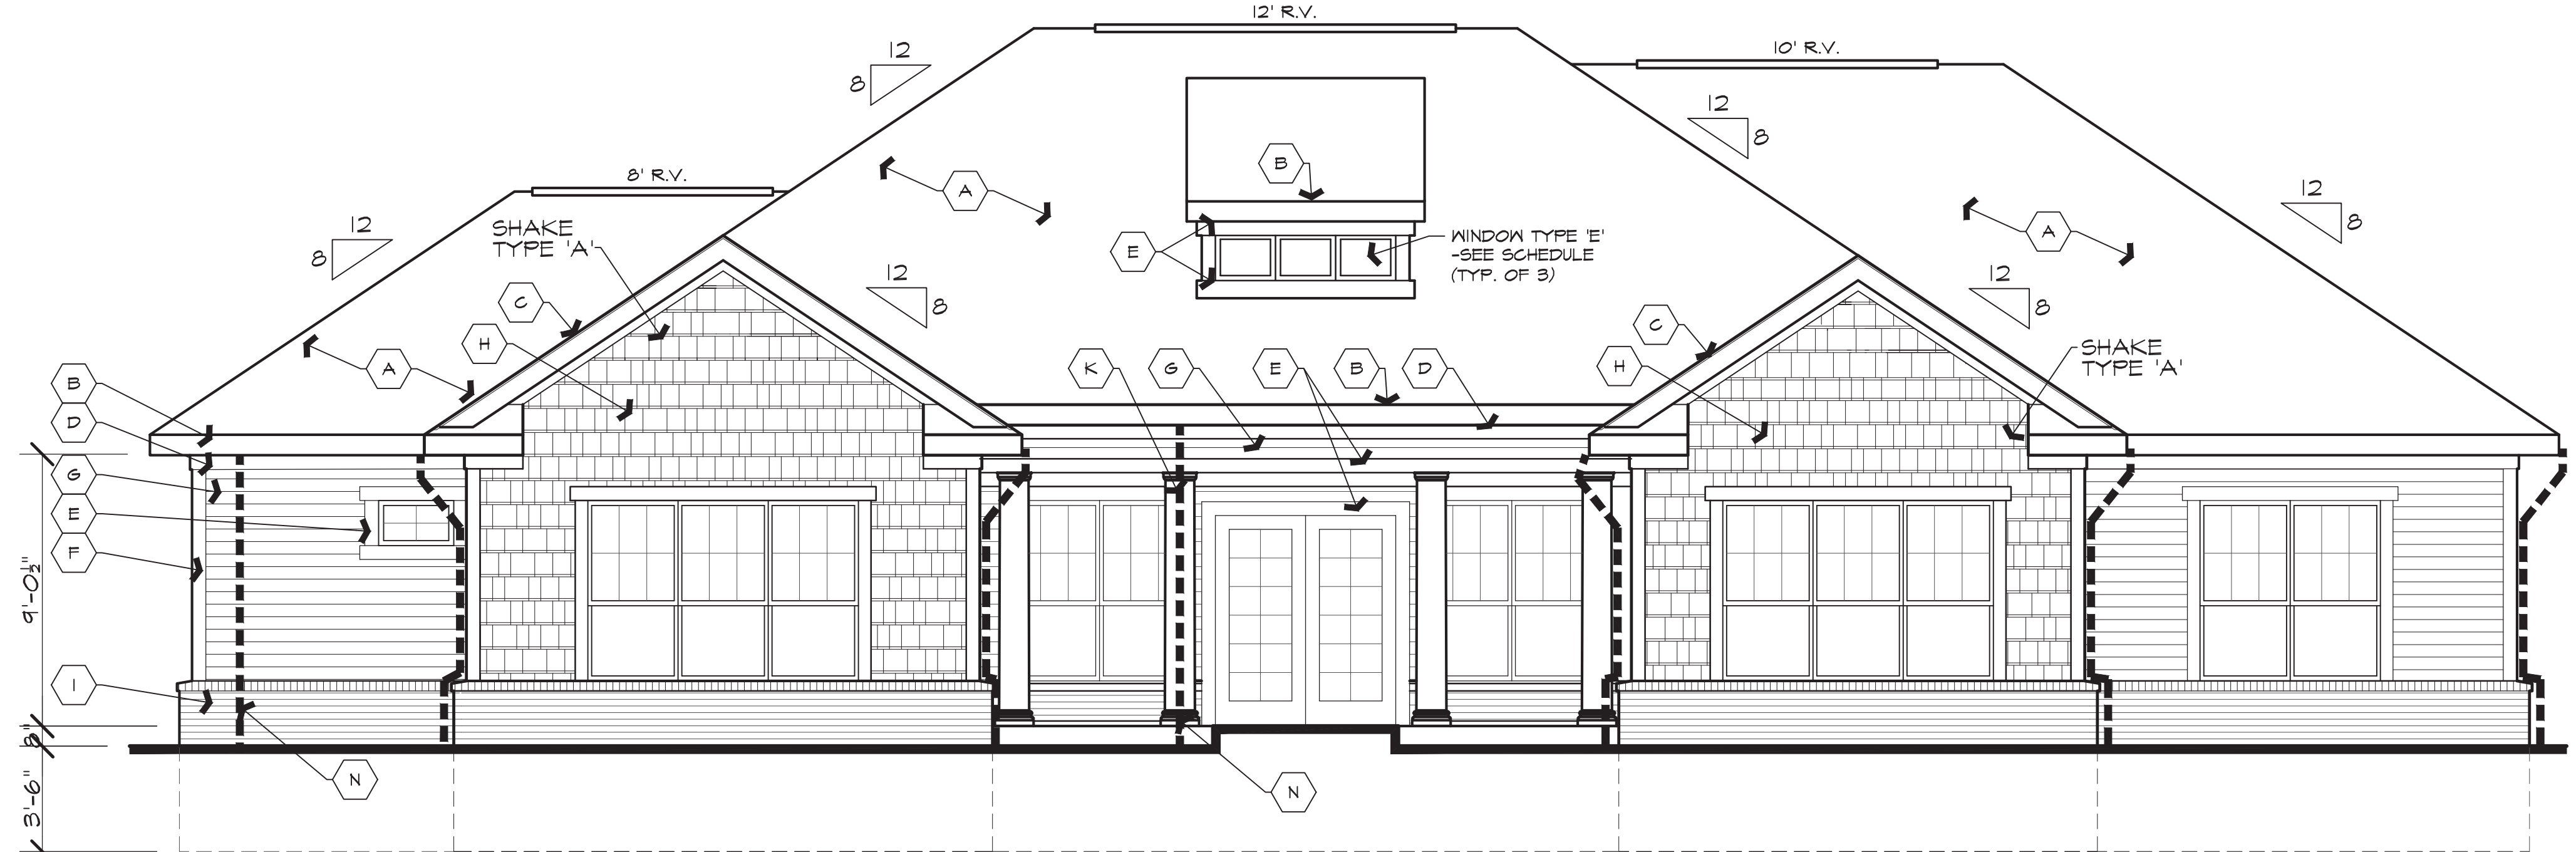 12' R.V.
10' R.V.
8' R.V.
12
8
12
8
12
8
12
8
12
8
12
8
SHAKE
TYPE 'A'
WINDOW TYPE 'E'
-SEE SCHEDULE
(TYP. OF 3)
SHAKE
TYPE 'A'
A
A
A
B
E
C
H
C
H
K
G
E
B
D
B
D
G
E
F
I
N
N
9'-0½"
8"
3'-6"